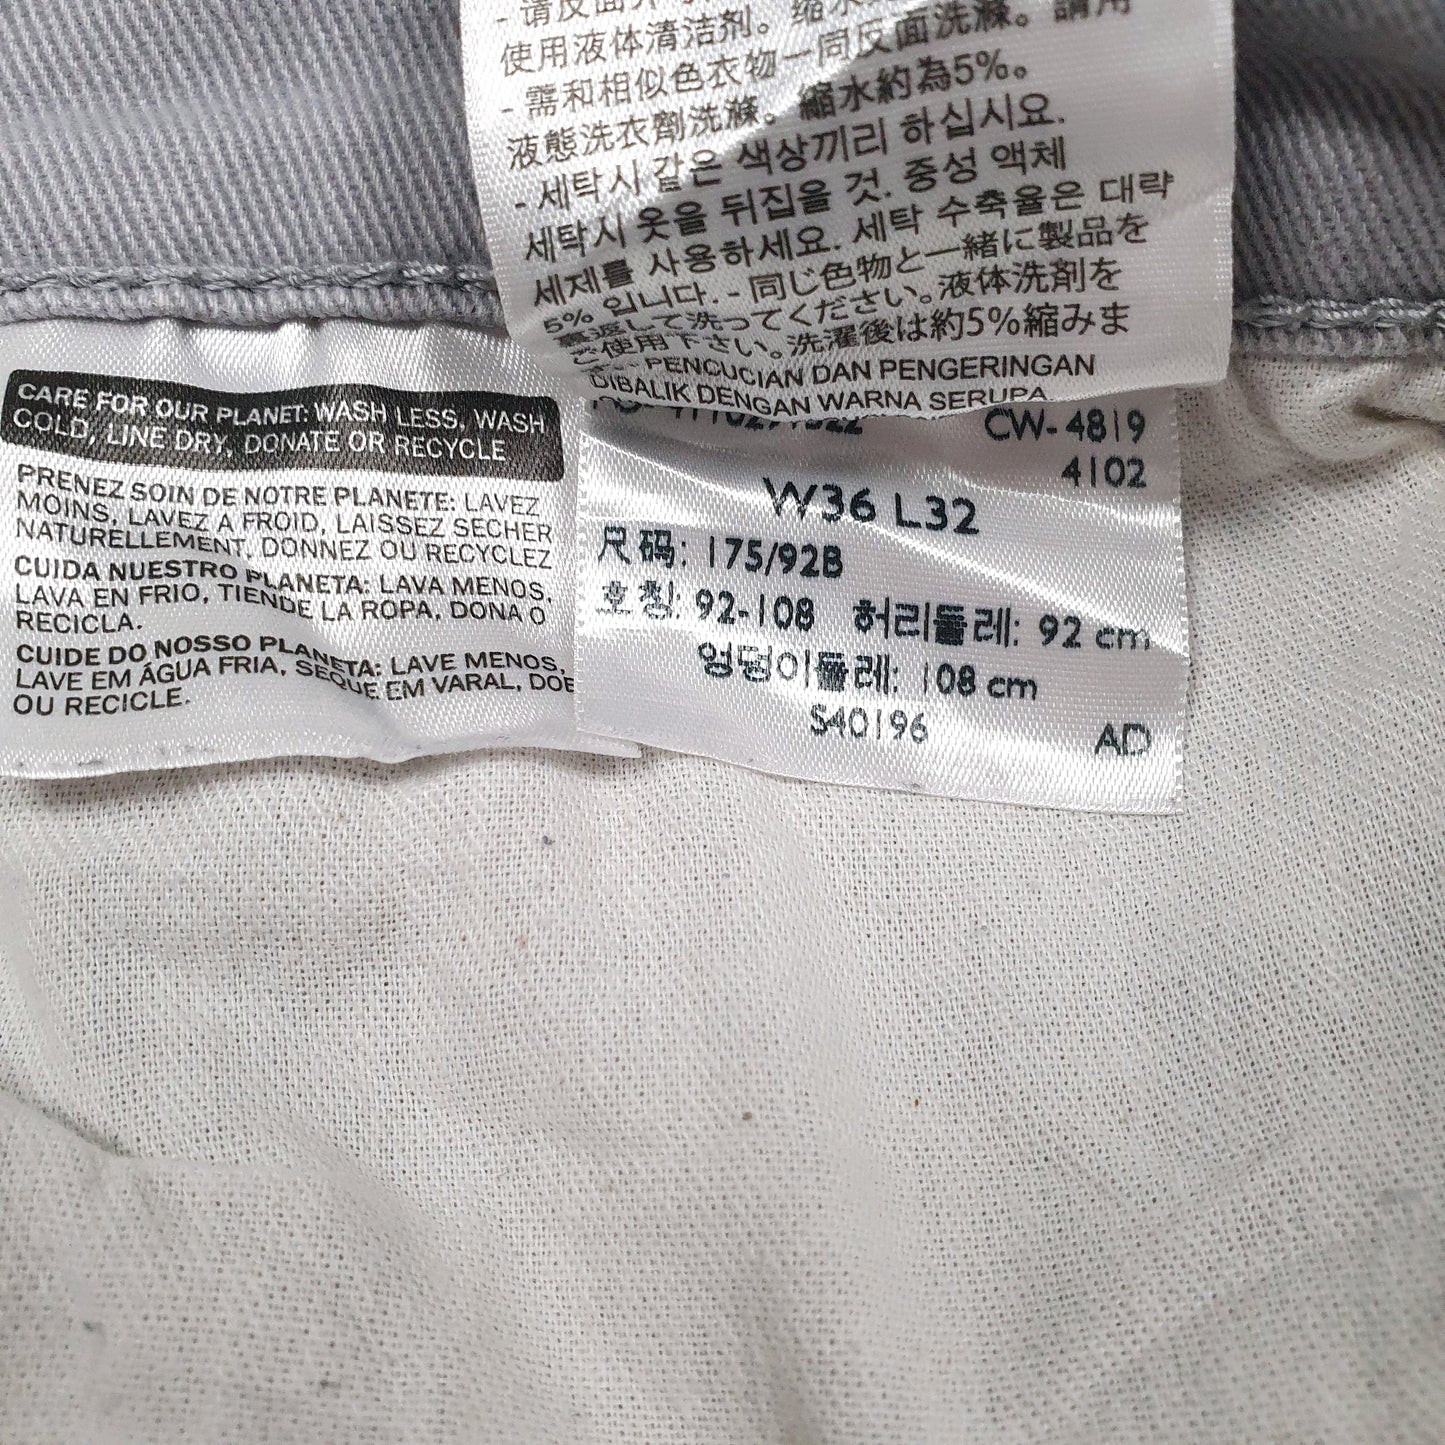 使用液体清洁剂。缩水
- 需和相似色衣物一同反面洗滌。請用
液態洗衣劑洗滌。縮水約為5%。
- 세탁시 같은 색상끼리 하십시요.
세탁시 옷을 뒤집을 것. 중성 액체
세제를 사용하세요. 세탁 수축율은 대략
5% 입니다. - 同じ色物と一緒に製品を
裏返して洗ってください。液体洗剤を
ご使用下さい。洗濯後は約5%縮みま
PENCUCIAN DAN PENGERINGAN
DIBALIK DENGAN WARNA SERUPA
CARE FOR OUR PLANET: WASH LESS, WASH
COLD, LINE DRY, DONATE OR RECYCLE
PRENEZ SOIN DE NOTRE PLANETE: LAVEZ
MOINS, LAVEZ A FROID, LAISSEZ SECHER
NATURELLEMENT, DONNEZ OU RECYCLEZ
CUIDA NUESTRO PLANETA: LAVA MENOS,
LAVA EN FRIO, TIENDE LA ROPA, DONA O
RECICLA.
CUIDE DO NOSSO PLANETA: LAVE MENOS,
LAVE EM ÁGUA FRIA, SEQUE EM VARAL, DOE
OU RECICLE.
CW- 4819
4102
W36 L32
尺码: 175/92B
호칭: 92-108 허리둘레: 92 cm
엉덩이둘레: 108 cm
S40196 AD